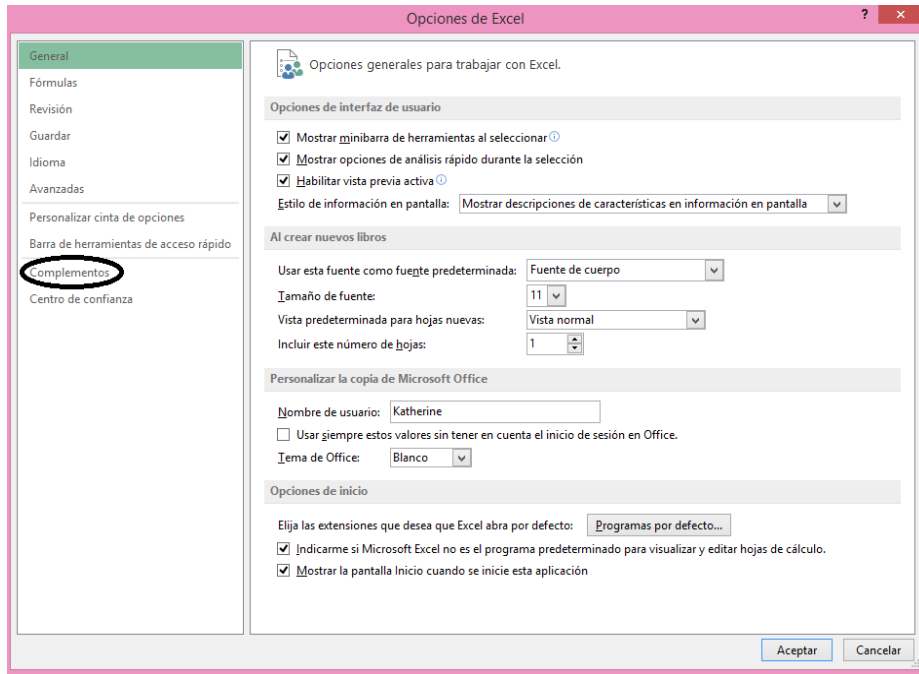 Opciones de Excel
? ×
General
Fórmulas
Revisión
Guardar
Idioma
Avanzadas
Personalizar cinta de opciones
Barra de herramientas de acceso rápido
Complementos
Centro de confianza
Opciones generales para trabajar con Excel.
Opciones de interfaz de usuario
Mostrar minibarra de herramientas al seleccionar
Mostrar opciones de análisis rápido durante la selección
Habilitar vista previa activa
Estilo de información en pantalla: Mostrar descripciones de características en información en pantalla
Al crear nuevos libros
Usar esta fuente como fuente predeterminada: Fuente de cuerpo
Tamaño de fuente: 11
Vista predeterminada para hojas nuevas: Vista normal
Incluir este número de hojas: 1
Personalizar la copia de Microsoft Office
Nombre de usuario: Katherine
Usar siempre estos valores sin tener en cuenta el inicio de sesión en Office.
Tema de Office: Blanco
Opciones de inicio
Elija las extensiones que desea que Excel abra por defecto: Programas por defecto...
Indicarme si Microsoft Excel no es el programa predeterminado para visualizar y editar hojas de cálculo.
Mostrar la pantalla Inicio cuando se inicie esta aplicación
Aceptar Cancelar